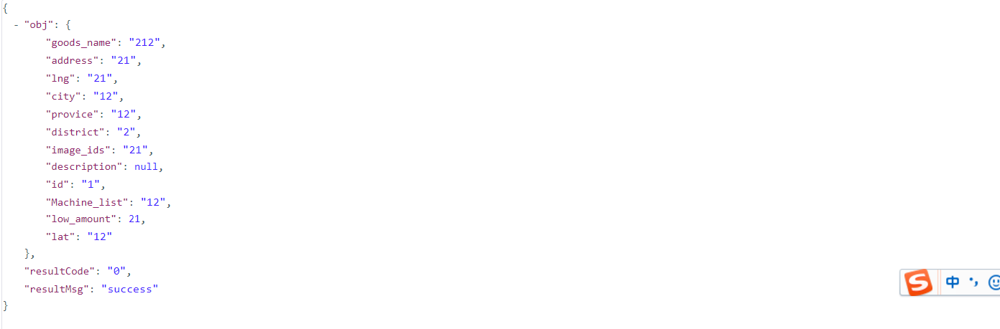 {
- "obj": {
"goods_name": "212",
"address": "21",
"lng": "21",
"city": "12",
"provice": "12",
"district": "2",
"image_ids": "21",
"description": null,
"id": "1",
"Machine_list": "12",
"low_amount": 21,
"lat": "12"
},
"resultCode": "0",
"resultMsg": "success"
}
S 中 °,